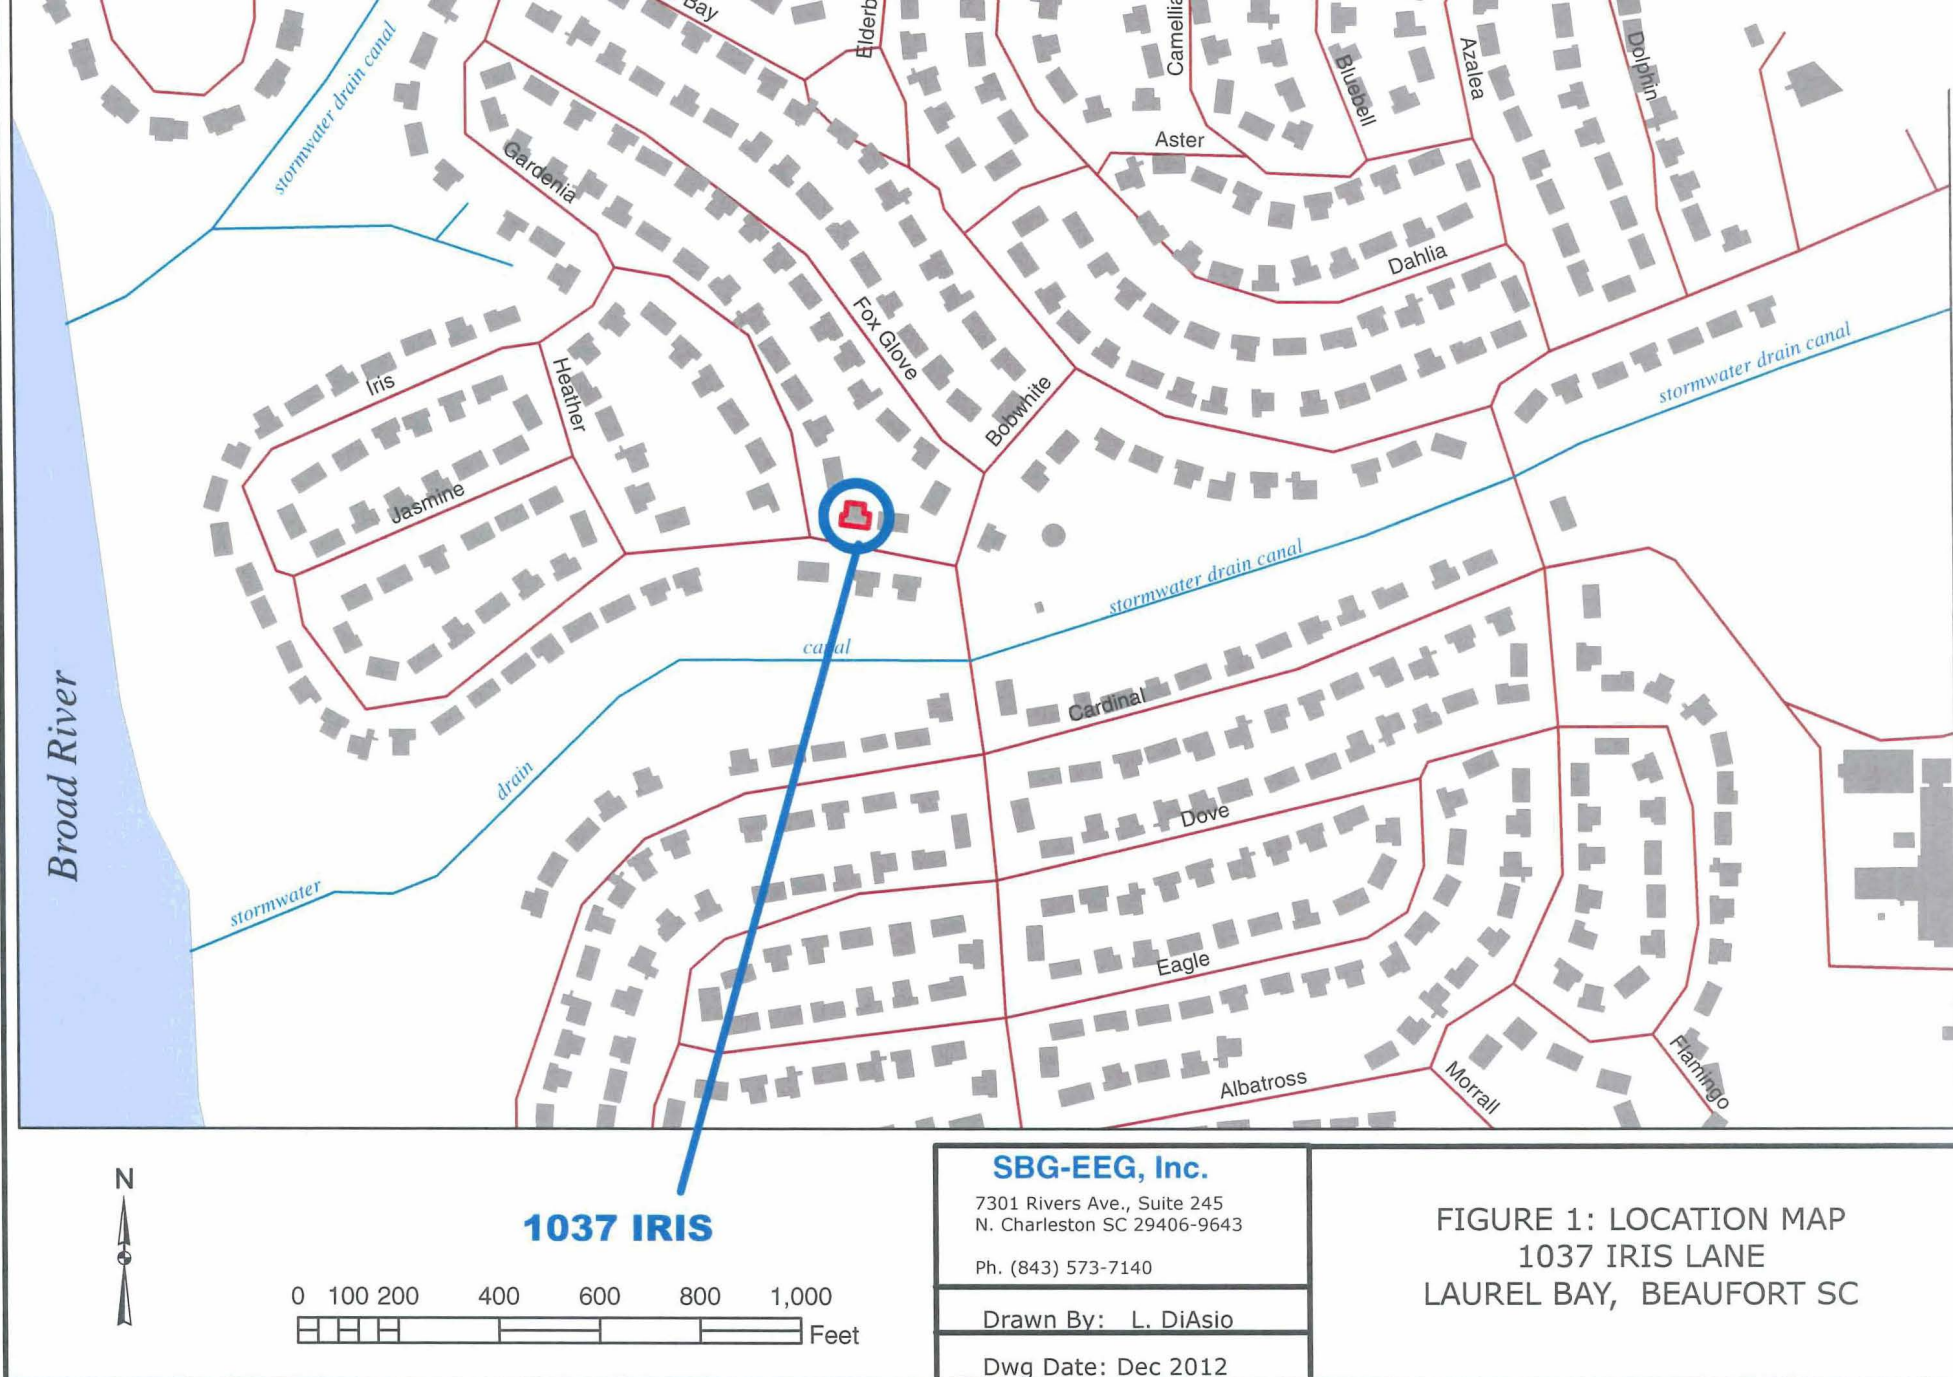 Bay
Elderb
Camellia
Bluebell
Azalea
Dolphin
stormwater drain canal
Aster
Gardenia
Dahlia
Fox Glove
stormwater drain canal
Iris
Heather
Bobwhite
Jasmine
stormwater drain canal
canal
Broad River
Cardinal
drain
Dove
stormwater
Eagle
Albatross
Morrall
Flamingo
N
1037 IRIS
0 100 200 400 600 800 1,000
Feet
SBG-EEG, Inc.
7301 Rivers Ave., Suite 245
N. Charleston SC 29406-9643
Ph. (843) 573-7140
Drawn By: L. DiAsio
Dwg Date: Dec 2012
FIGURE 1: LOCATION MAP
1037 IRIS LANE
LAUREL BAY, BEAUFORT SC